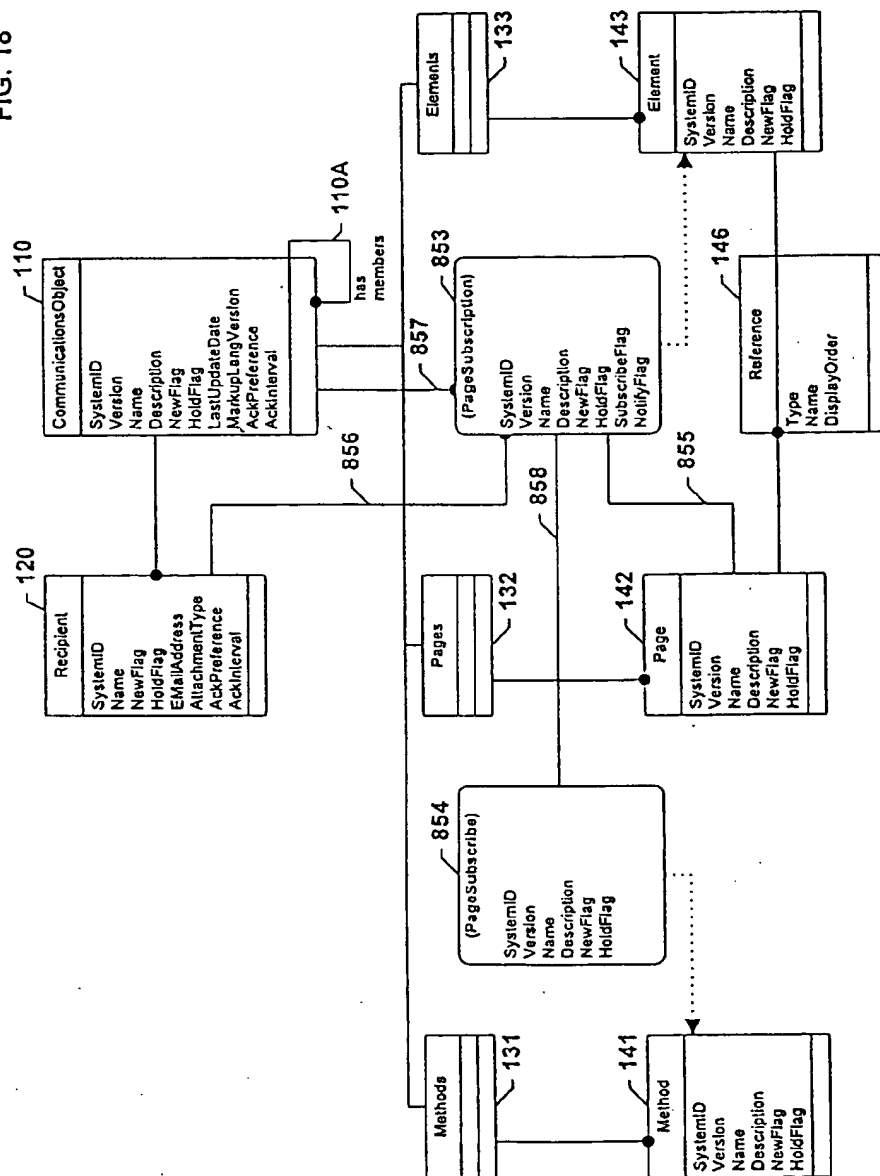 FIG. 18
110
CommunicationsObject
SystemID
Version
Name
Description
NewFlag
HoldFlag
LastUpdateDate
MarkupLangVersion
AckPreference
AckInterval
110A
has
members
120
Recipient
SystemID
Name
NewFlag
HoldFlag
EMailAddress
AttachmentType
AckPreference
AckInterval
856
857
Methods
131
Pages
132
Elements
133
854
(PageSubscribe)
SystemID
Version
Name
Description
NewFlag
HoldFlag
858
853
(PageSubscription)
SystemID
Version
Name
Description
NewFlag
HoldFlag
SubscribeFlag
NotifyFlag
855
141
Method
SystemID
Version
Name
Description
NewFlag
HoldFlag
142
Page
SystemID
Version
Name
Description
NewFlag
HoldFlag
146
Reference
Type
Name
DisplayOrder
143
Element
SystemID
Version
Name
Description
NewFlag
HoldFlag